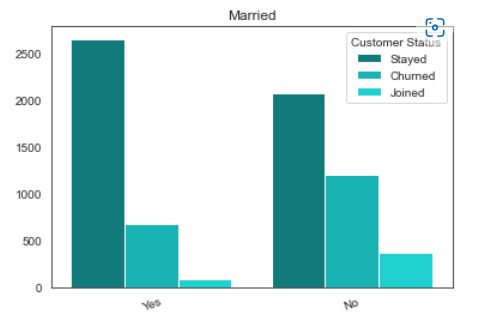 Married
Customer Status
Stayed
Churned
Joined
2500
2000
1500
1000
500
0
Yes
No